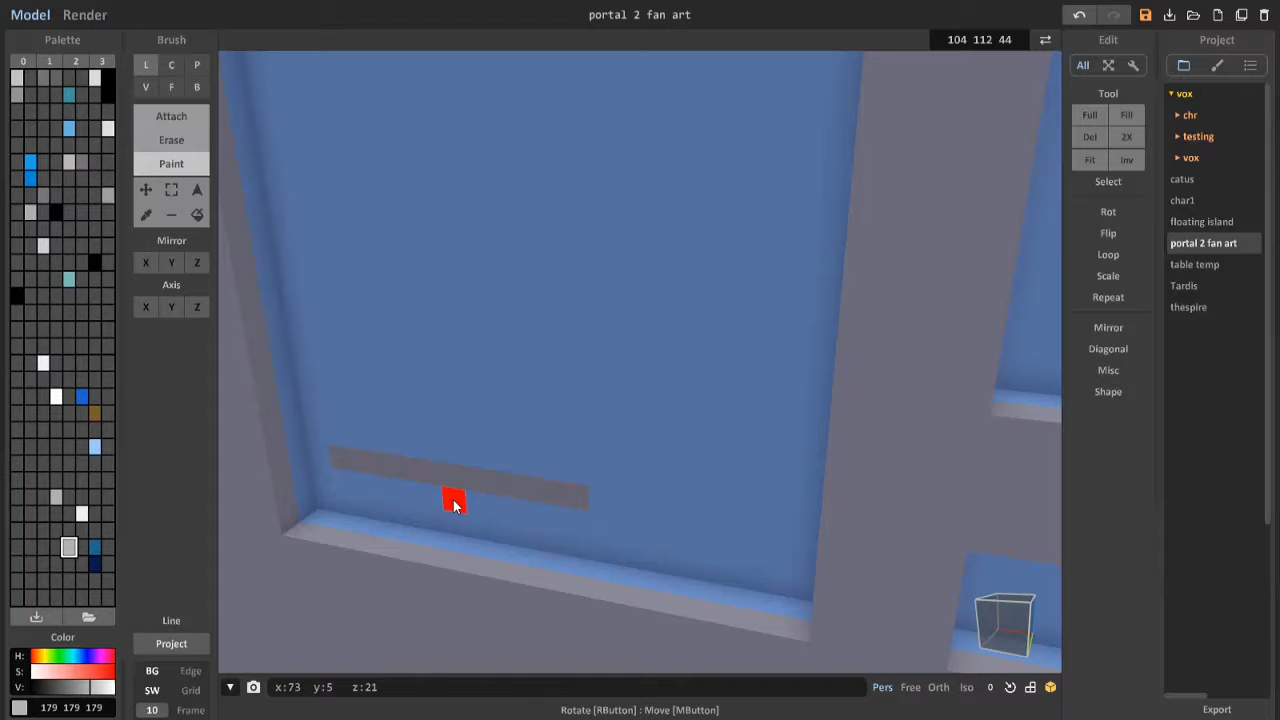 Model Render
portal 2 fan art
Palette
0 1 2 3
Brush
L C P
V F B
Attach
Erase
Paint
Mirror
X Y Z
Axis
X Y Z
Line
Project
BG Edge
SW Grid
10 Frame
Color
H:
S:
V:
179 179 179
104 112 44
x:73 y:5 z:21
Pers Free Orth Iso 0
Rotate [RButton] : Move [MButton]
Edit
All
Tool
Full Fill
Del 2X
Fit Inv
Select
Rot
Flip
Loop
Scale
Repeat
Mirror
Diagonal
Misc
Shape
Project
vox
chr
testing
vox
catus
char1
floating island
portal 2 fan art
table temp
Tardis
thespire
Export